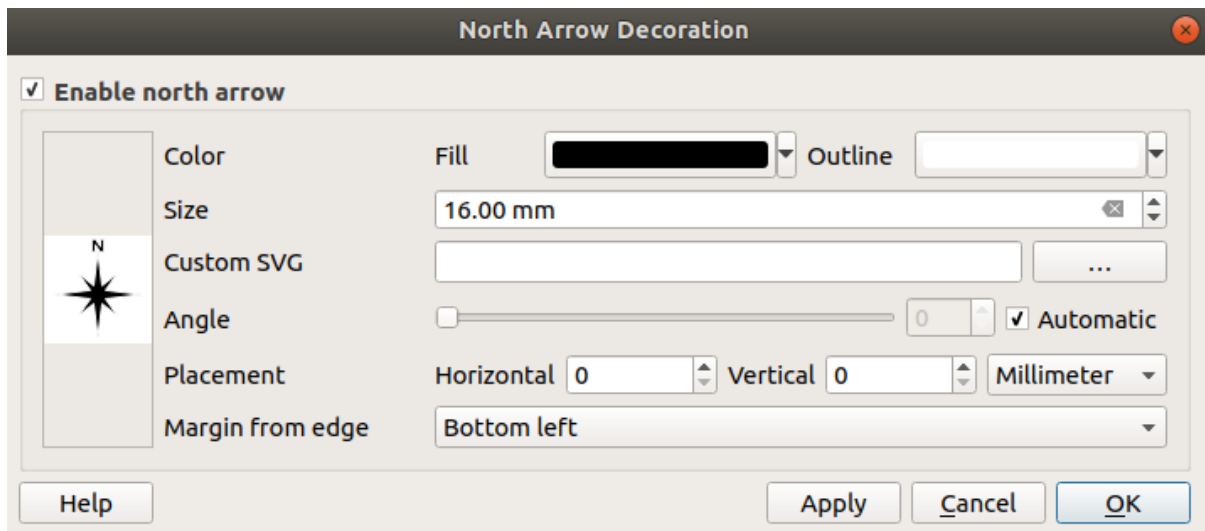 North Arrow Decoration
Enable north arrow
Color Fill Outline
Size 16.00 mm
N
Custom SVG ...
Angle 0 Automatic
Placement Horizontal 0 Vertical 0 Millimeter
Margin from edge Bottom left
Help Apply Cancel OK